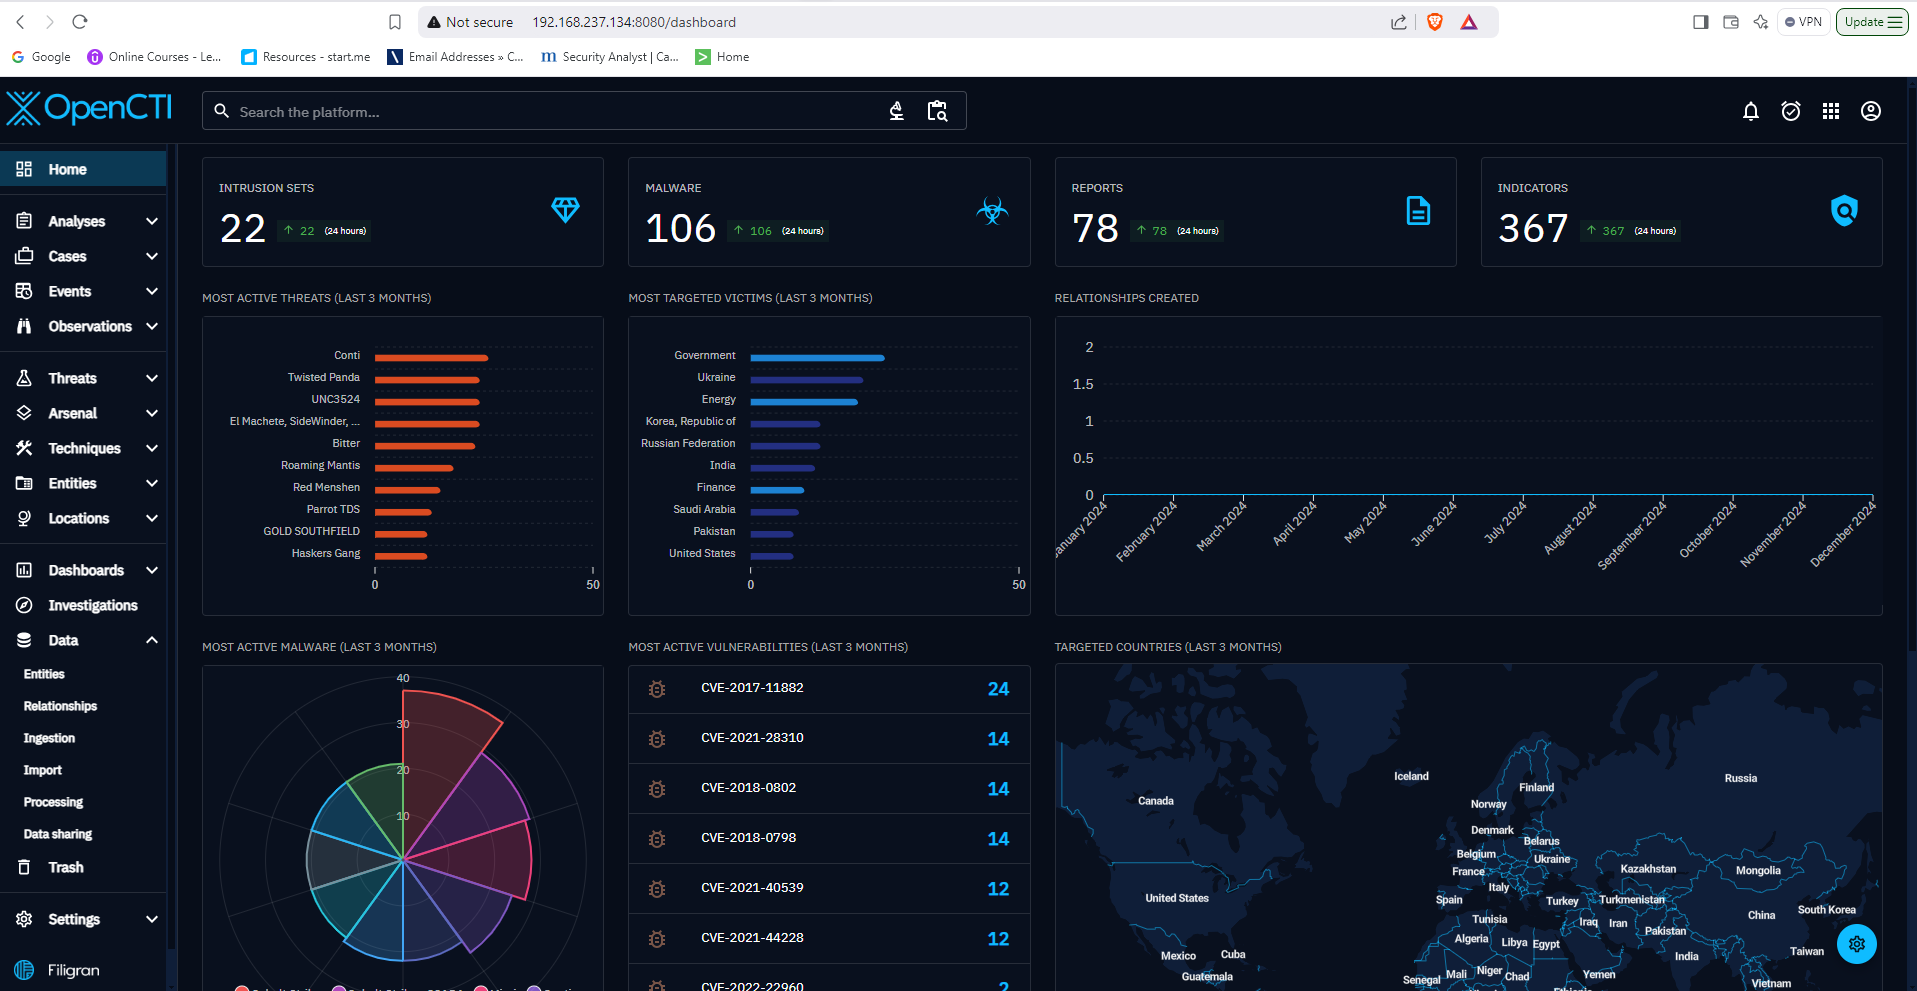 Not secure 192.168.237.134:8080/dashboard
VPN
Update
Google
Online Courses - Le...
Resources - start.me
Email Addresses » C...
Security Analyst | Ca...
Home
OpenCTI
Search the platform...
Home
Analyses
Cases
Events
Observations
Threats
Arsenal
Techniques
Entities
Locations
Dashboards
Investigations
Data
Entities
Relationships
Ingestion
Import
Processing
Data sharing
Trash
Settings
Filigran
INTRUSION SETS
22 22 (24 hours)
MALWARE
106 106 (24 hours)
REPORTS
78 78 (24 hours)
INDICATORS
367 367 (24 hours)
MOST ACTIVE THREATS (LAST 3 MONTHS)
Conti
Twisted Panda
UNC3524
El Machete, SideWinder, ...
Bitter
Roaming Mantis
Red Menshen
Parrot TDS
GOLD SOUTHFIELD
Haskers Gang
0 50
MOST TARGETED VICTIMS (LAST 3 MONTHS)
Government
Ukraine
Energy
Korea, Republic of
Russian Federation
India
Finance
Saudi Arabia
Pakistan
United States
0 50
RELATIONSHIPS CREATED
2
1.5
1
0.5
0
February 2024
March 2024
April 2024
May 2024
June 2024
July 2024
August 2024
September 2024
October 2024
November 2024
December 2024
MOST ACTIVE MALWARE (LAST 3 MONTHS)
40
30
20
10
MOST ACTIVE VULNERABILITIES (LAST 3 MONTHS)
CVE-2017-11882 24
CVE-2021-28310 14
CVE-2018-0802 14
CVE-2018-0798 14
CVE-2021-40539 12
CVE-2021-44228 12
CVE-2022-22960
TARGETED COUNTRIES (LAST 3 MONTHS)
Iceland
Russia
Finland
Canada
Norway
Denmark
Belarus
Belgium
Ukraine
France
Kazakhstan
Mongolia
Italy
United States
Spain
Turkey
Turkmenistan
South Korea
China
Tunisia
Iraq
Iran
Pakistan
Algeria
Libya
Egypt
Taiwan
Mexico
Cuba
India
Guatemala
Senegal
Mali
Niger
Chad
Yemen
Vietnam